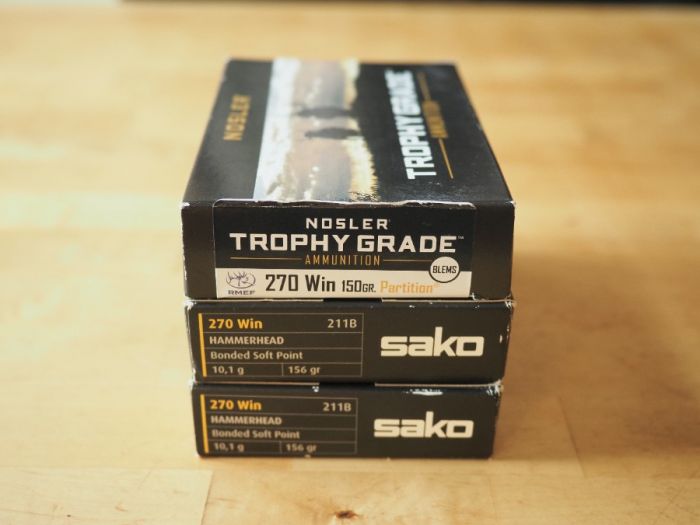 NOSLER
TROPHY GRADE
AMMUNITION
NOSLER
TROPHY GRADE™
AMMUNITION
BLEMS
RMEF
270 Win 150GR. Partition®
270 Win 211B
HAMMERHEAD
Bonded Soft Point
10,1 g 156 gr
sako
270 Win 211B
HAMMERHEAD
Bonded Soft Point
10,1 g 156 gr
sako